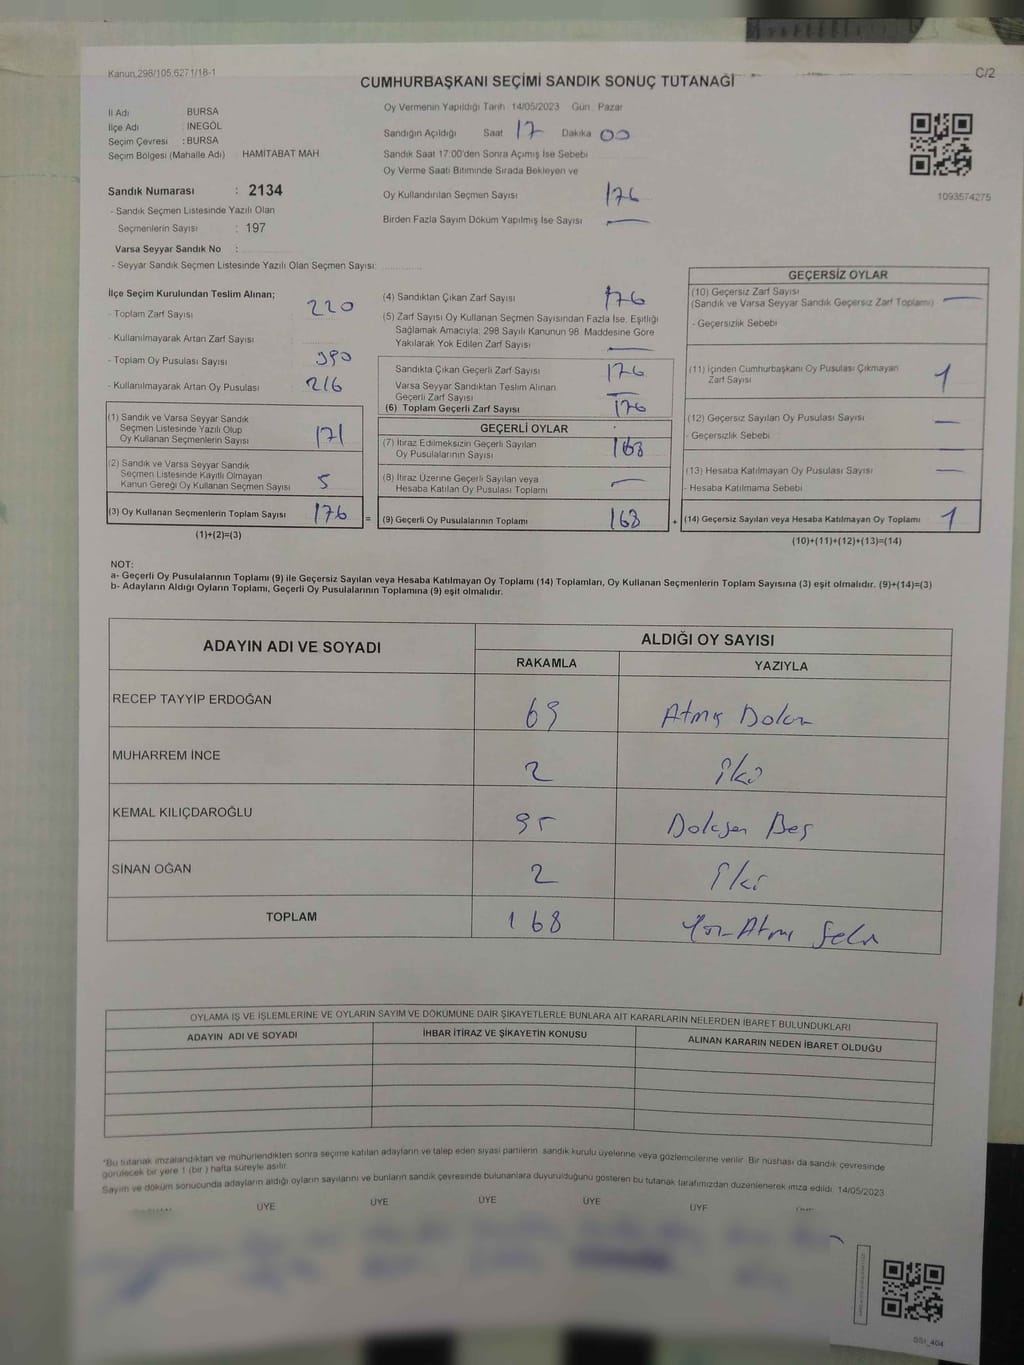 Kanun,298/105,6271/18-1
C/2
CUMHURBAŞKANI SEÇİMİ SANDIK SONUÇ TUTANAĞI
İl Adı BURSA
İlçe Adı : İNEGÖL
Seçim Çevresi : BURSA
Seçim Bölgesi (Mahalle Adı) HAMİTABAT MAH
Sandık Numarası : 2134
- Sandık Seçmen Listesinde Yazılı Olan
Seçmenlerin Sayısı : 197
Varsa Seyyar Sandık No :
- Seyyar Sandık Seçmen Listesinde Yazılı Olan Seçmen Sayısı:
Oy Vermenin Yapıldığı Tarih 14/05/2023 Gün Pazar
Sandığın Açıldığı Saat 17 Dakika 00
Sandık Saat 17:00'den Sonra Açımış İse Sebebi
Oy Verme Saati Bitiminde Sırada Bekleyen ve
Oy Kullandırılan Seçmen Sayısı 176
Birden Fazla Sayım Döküm Yapılmış İse Sayısı —
1093574275
İlçe Seçim Kurulundan Teslim Alınan;
- Toplam Zarf Sayısı 220
- Kullanılmayarak Artan Zarf Sayısı
- Toplam Oy Pusulası Sayısı 390
- Kullanılmayarak Artan Oy Pusulası 216
(1) Sandık ve Varsa Seyyar Sandık
Seçmen Listesinde Yazılı Olup
Oy Kullanan Seçmenlerin Sayısı 171
(2) Sandık ve Varsa Seyyar Sandık
Seçmen Listesinde Kayıtlı Olmayan
Kanun Gereği Oy Kullanan Seçmen Sayısı 5
(3) Oy Kullanan Seçmenlerin Toplam Sayısı 176
(1)+(2)=(3)
(4) Sandıktan Çıkan Zarf Sayısı 176
(5) Zarf Sayısı Oy Kullanan Seçmen Sayısından Fazla İse, Eşitliği
Sağlamak Amacıyla; 298 Sayılı Kanunun 98. Maddesine Göre
Yakılarak Yok Edilen Zarf Sayısı —
Sandıkta Çıkan Geçerli Zarf Sayısı 176
Varsa Seyyar Sandıktan Teslim Alınan
Geçerli Zarf Sayısı —
(6) Toplam Geçerli Zarf Sayısı 176
GEÇERLİ OYLAR
(7) İtiraz Edilmeksizin Geçerli Sayılan
Oy Pusulalarının Sayısı 168
(8) İtiraz Üzerine Geçerli Sayılan veya
Hesaba Katılan Oy Pusulası Toplamı —
= (9) Geçerli Oy Pusulalarının Toplamı 168
GEÇERSİZ OYLAR
(10) Geçersiz Zarf Sayısı
(Sandık ve Varsa Seyyar Sandık Geçersiz Zarf Toplamı) —
- Geçersizlik Sebebi
(11) İçinden Cumhurbaşkanı Oy Pusulası Çıkmayan
Zarf Sayısı 1
(12) Geçersiz Sayılan Oy Pusulası Sayısı —
- Geçersizlik Sebebi —
(13) Hesaba Katılmayan Oy Pusulası Sayısı —
- Hesaba Katılmama Sebebi
+ (14) Geçersiz Sayılan veya Hesaba Katılmayan Oy Toplamı 1
(10)+(11)+(12)+(13)=(14)
NOT:
a- Geçerli Oy Pusulalarının Toplamı (9) ile Geçersiz Sayılan veya Hesaba Katılmayan Oy Toplamı (14) Toplamları, Oy Kullanan Seçmenlerin Toplam Sayısına (3) eşit olmalıdır. (9)+(14)=(3)
b- Adayların Aldığı Oyların Toplamı, Geçerli Oy Pusulalarının Toplamına (9) eşit olmalıdır.
ADAYIN ADI VE SOYADI ALDIĞI OY SAYISI
RAKAMLA YAZIYLA
RECEP TAYYİP ERDOĞAN 69 Atmış Dokuz
MUHARREM İNCE 2 iki
KEMAL KILIÇDAROĞLU 95 Doksan Beş
SİNAN OĞAN 2 iki
TOPLAM 168 Yüz Atmış Sekiz
OYLAMA İŞ VE İŞLEMLERİNE VE OYLARIN SAYIM VE DÖKÜMÜNE DAİR ŞİKAYETLERLE BUNLARA AİT KARARLARIN NELERDEN İBARET BULUNDUKLARI
ADAYIN ADI VE SOYADI İHBAR İTİRAZ VE ŞİKAYETİN KONUSU ALINAN KARARIN NEDEN İBARET OLDUĞU
*Bu tutanak imzalandıktan ve mühürlendikten sonra seçime katılan adayların ve talep eden siyasi partilerin sandık kurulu üyelerine veya gözlemcilerine verilir. Bir nüshası da sandık çevresinde
görülecek bir yere 1 (bir) hafta süreyle asılır.
Sayım ve döküm sonucunda adayların aldığı oyların sayılarını ve bunların sandık çevresinde bulunanlara duyurulduğunu gösteren bu tutanak tarafımızdan düzenlenerek imza edildi. 14/05/2023
ÜYE ÜYE ÜYE ÜYE ÜYE
SSI_404